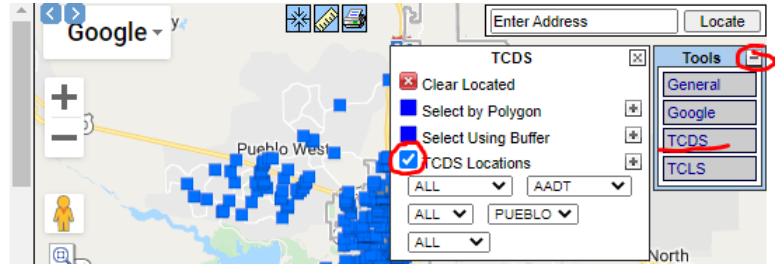 Google
Enter Address
Locate
TCDS
Tools
Clear Located
General
Select by Polygon
Google
Select Using Buffer
TCDS
TCDS Locations
TCLS
ALL
AADT
ALL
PUEBLO
ALL
Pueblo West
North